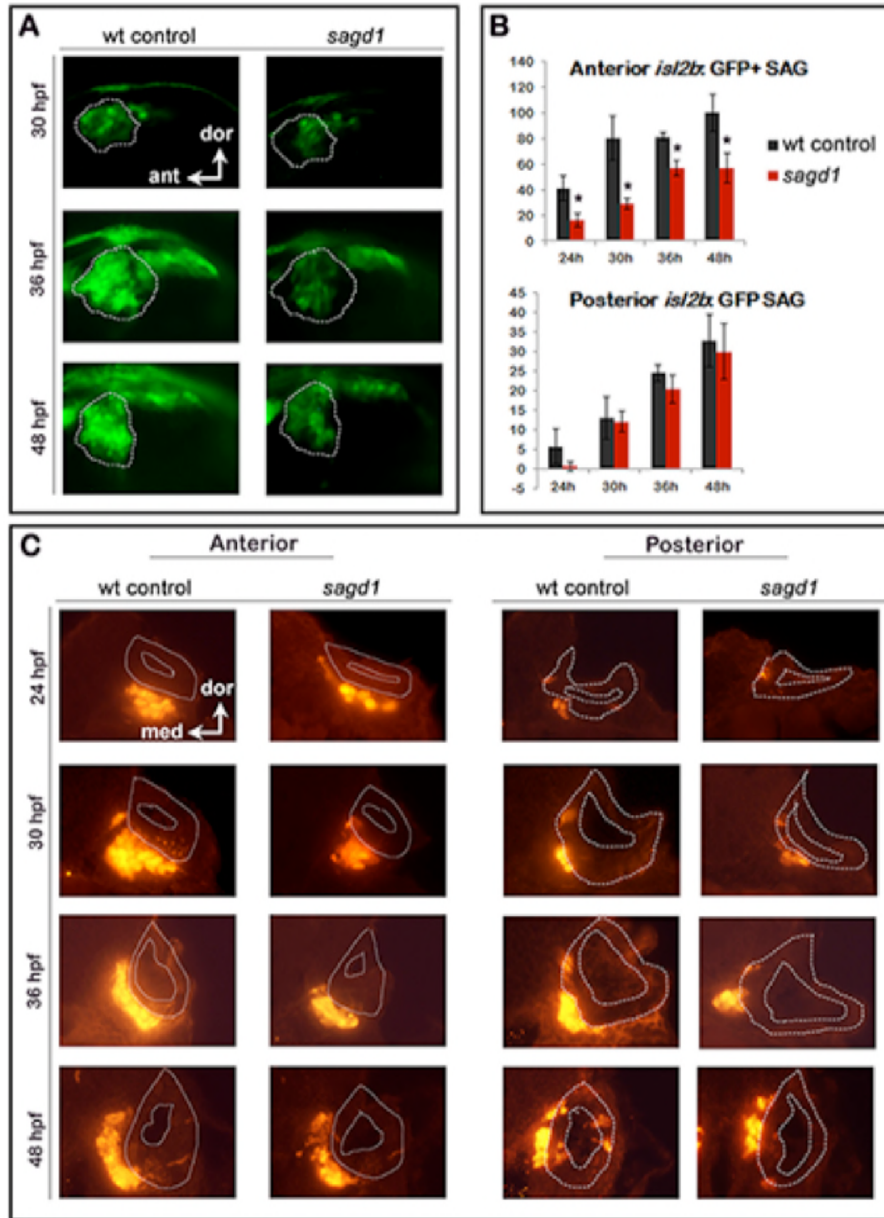 A
wt control
sagd1
30 hpf
dor
ant
36 hpf
48 hpf
B
Anterior isl2b: GFP+ SAG
140
120
100
80
60
40
20
0
24h
30h
36h
48h
*
*
*
*
wt control
sagd1
Posterior isl2b: GFP SAG
45
40
35
30
25
20
15
10
5
0
-5
24h
30h
36h
48h
C
Anterior
Posterior
wt control
sagd1
wt control
sagd1
24 hpf
dor
med
30 hpf
36 hpf
48 hpf